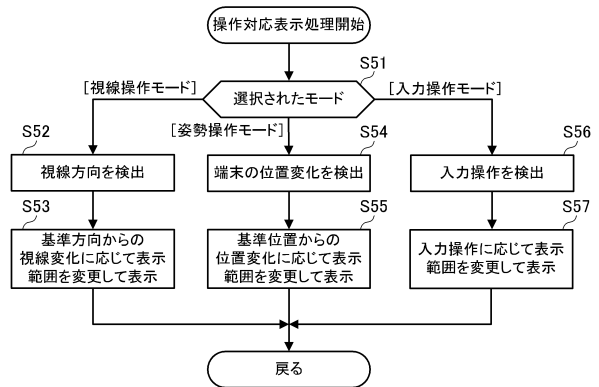 操作対応表示処理開始
S51
選択されたモード
[視線操作モード]
[姿勢操作モード]
[入力操作モード]
S52
視線方向を検出
S54
端末の位置変化を検出
S56
入力操作を検出
S53
基準方向からの
視線変化に応じて表示
範囲を変更して表示
S55
基準位置からの
位置変化に応じて表示
範囲を変更して表示
S57
入力操作に応じて表示
範囲を変更して表示
戻る